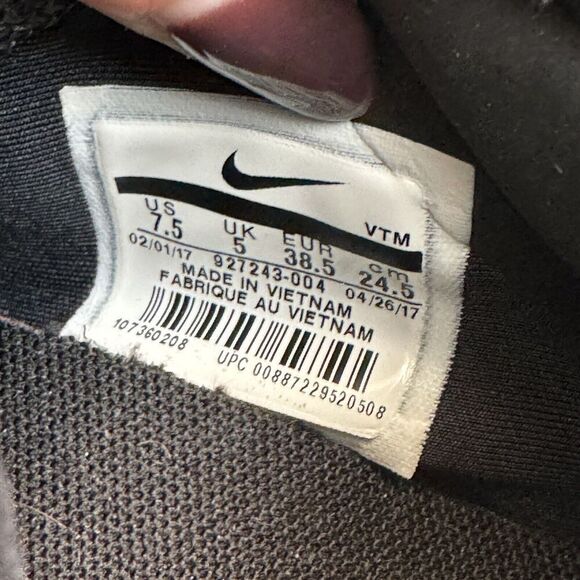 VTM
US UK EUR cm
7.5 5 38.5 24.5
02/01/17 927243-004 04/26/17
MADE IN VIETNAM
FABRIQUE AU VIETNAM
107360208 UPC 00887229520508